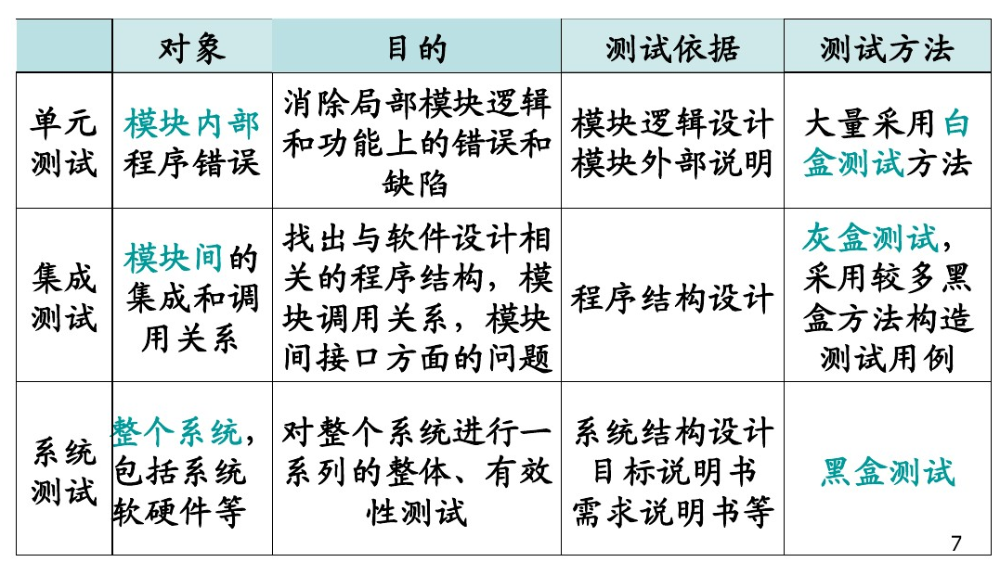 对象
目的
测试依据
测试方法
单元
测试
模块内部
程序错误
消除局部模块逻辑
和功能上的错误和
缺陷
模块逻辑设计
模块外部说明
大量采用白
盒测试方法
集成
测试
模块间的
集成和调
用关系
找出与软件设计相
关的程序结构，模
块调用关系，模块
间接口方面的问题
程序结构设计
灰盒测试，
采用较多黑
盒方法构造
测试用例
系统
测试
整个系统，
包括系统
软硬件等
对整个系统进行一
系列的整体、有效
性测试
系统结构设计
目标说明书
需求说明书等
黑盒测试
7